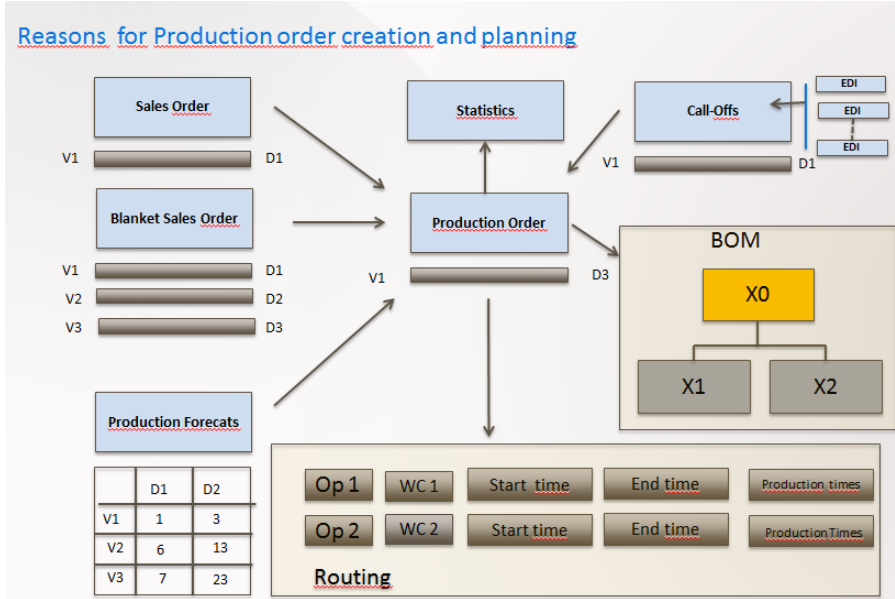 Reasons for Production order creation and planning
Sales Order
V1 D1
Blanket Sales Order
V1 D1
V2 D2
V3 D3
Production Forecats
D1 D2
V1 1 3
V2 6 13
V3 7 23
Statistics
Production Order
V1 D3
Call-Offs
V1 D1
EDI
EDI
EDI
BOM
X0
X1 X2
Op 1 WC 1 Start time End time Production times
Op 2 WC 2 Start time End time Production Times
Routing